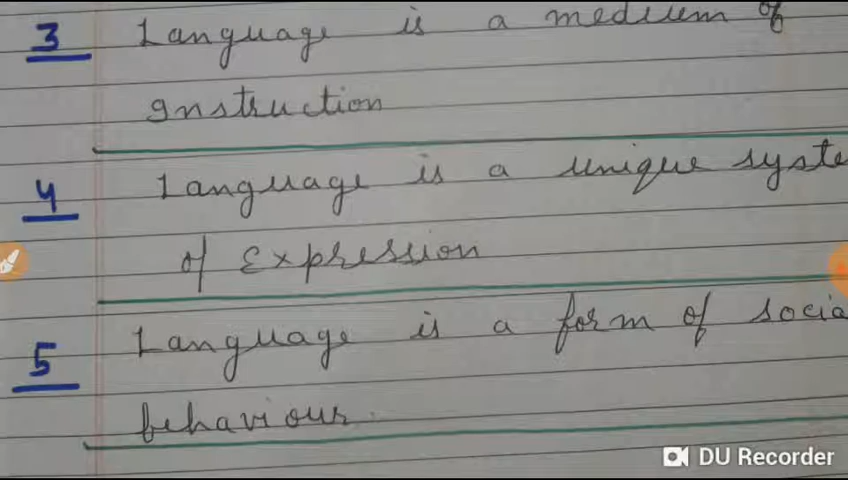 3 Language is a medium of
Instruction
4 Language is a unique syste
of Expression
5 Language is a form of socia
behaviour.
DU Recorder